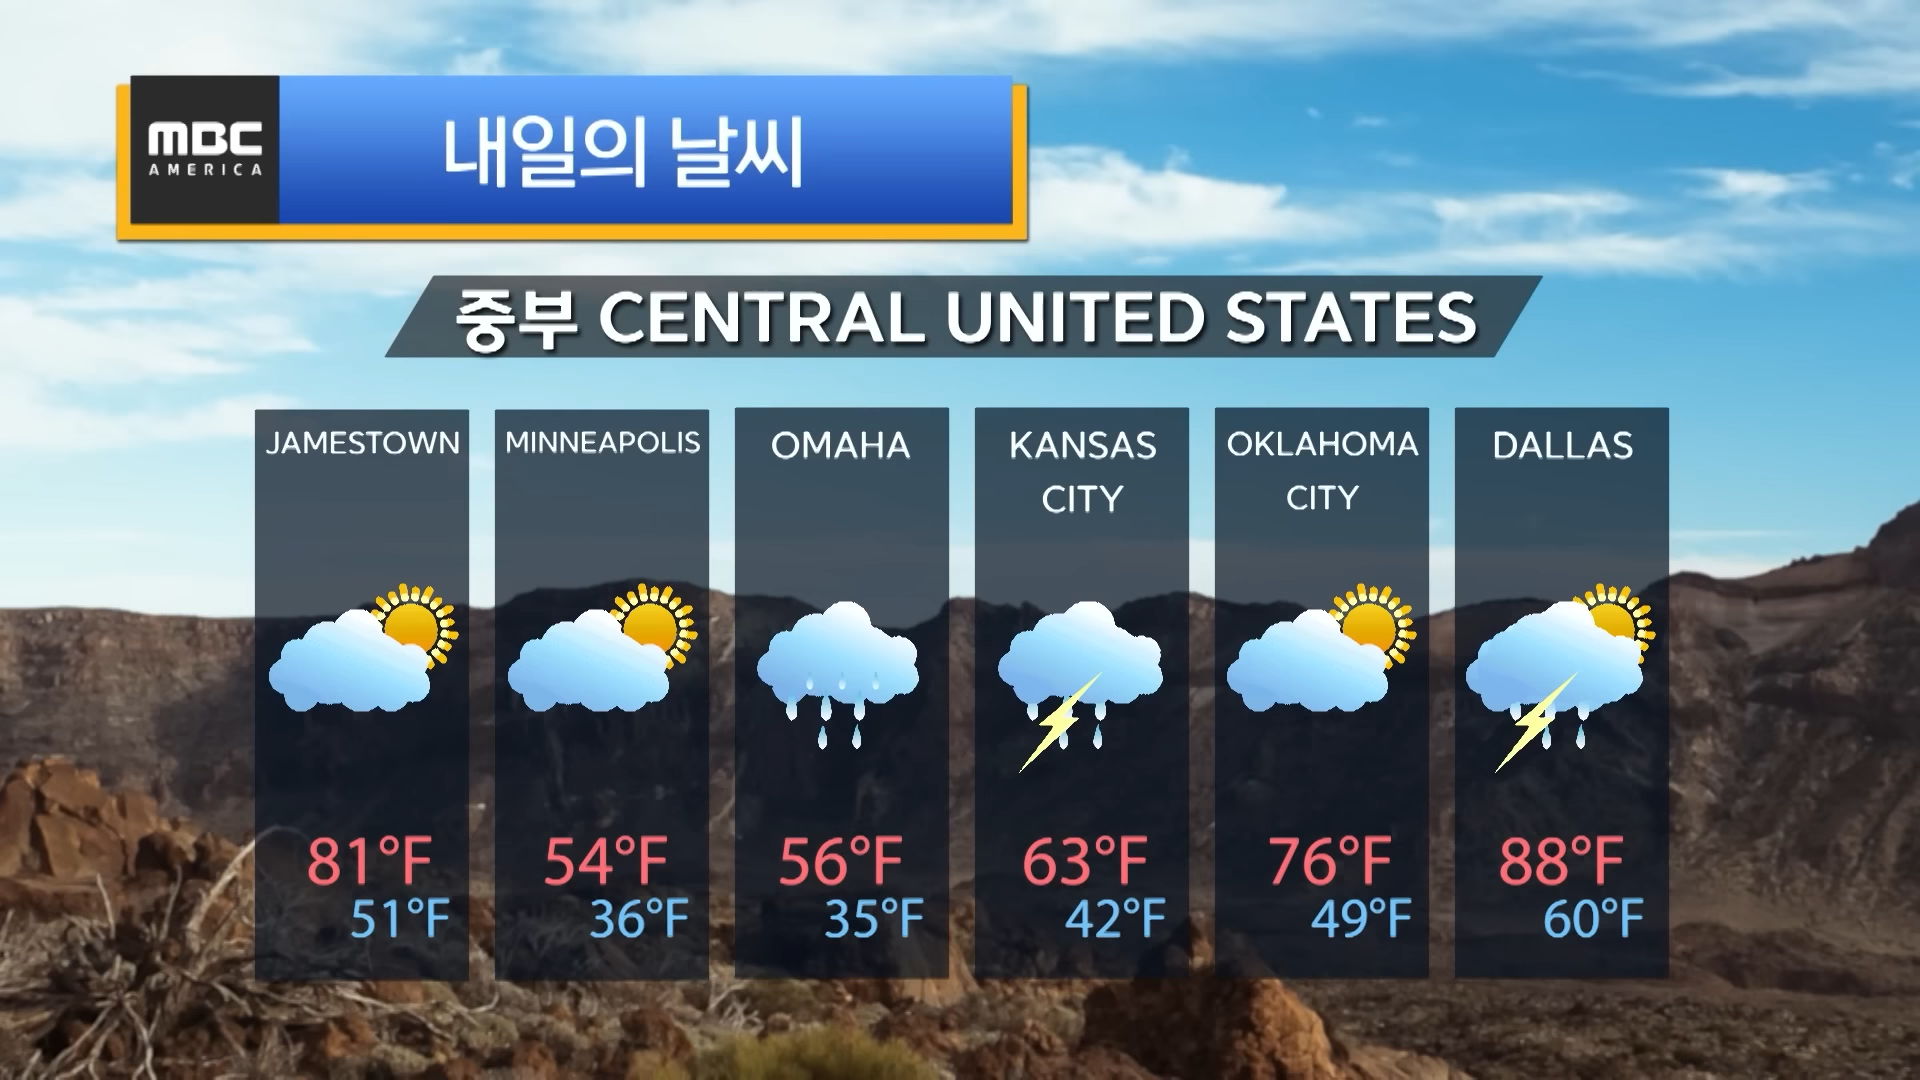 MBC
AMERICA
내일의 날씨
중부 CENTRAL UNITED STATES
JAMESTOWN
81°F
51°F
MINNEAPOLIS
54°F
36°F
OMAHA
56°F
35°F
KANSAS
CITY
63°F
42°F
OKLAHOMA
CITY
76°F
49°F
DALLAS
88°F
60°F